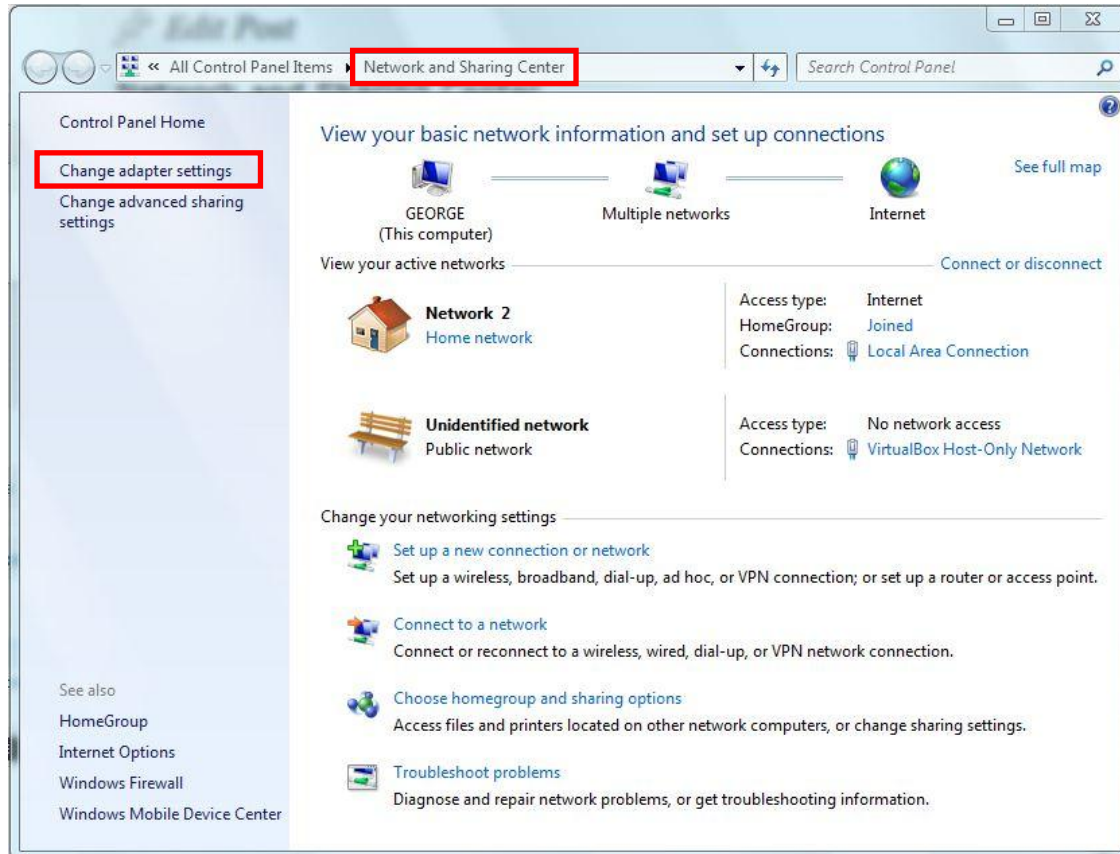 Edit Post
« All Control Panel Items ▸ Network and Sharing Center
Search Control Panel
Control Panel Home
Change adapter settings
Change advanced sharing
settings
View your basic network information and set up connections
See full map
GEORGE
(This computer)
Multiple networks
Internet
View your active networks
Connect or disconnect
Network 2
Home network
Access type: Internet
HomeGroup: Joined
Connections: Local Area Connection
Unidentified network
Public network
Access type: No network access
Connections: VirtualBox Host-Only Network
Change your networking settings
Set up a new connection or network
Set up a wireless, broadband, dial-up, ad hoc, or VPN connection; or set up a router or access point.
Connect to a network
Connect or reconnect to a wireless, wired, dial-up, or VPN network connection.
Choose homegroup and sharing options
Access files and printers located on other network computers, or change sharing settings.
Troubleshoot problems
Diagnose and repair network problems, or get troubleshooting information.
See also
HomeGroup
Internet Options
Windows Firewall
Windows Mobile Device Center